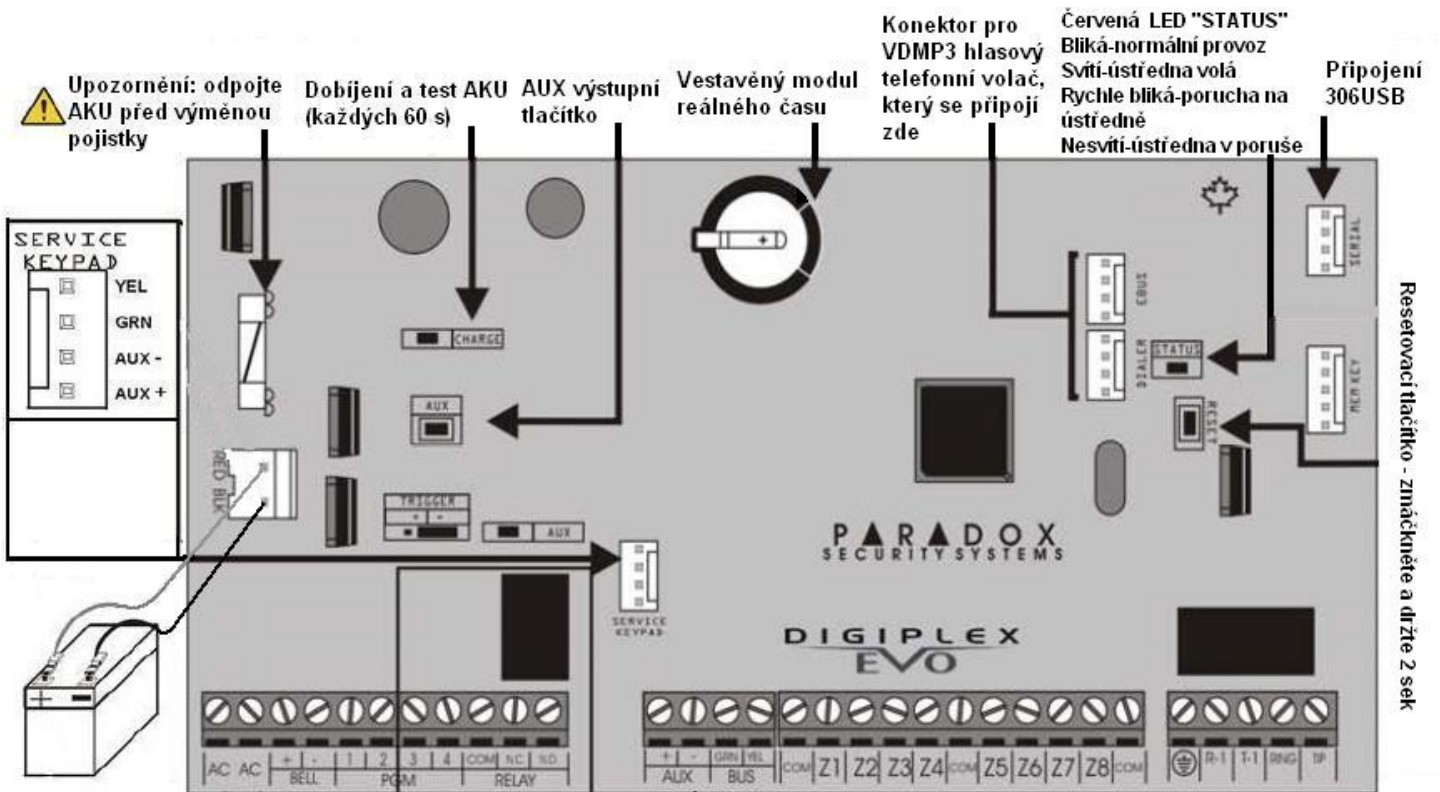 Upozornění: odpojte
AKU před výměnou
pojistky
Dobíjení a test AKU
(každých 60 s)
AUX výstupní
tlačítko
Vestavěný modul
reálného času
Konektor pro
VDMP3 hlasový
telefonní volač,
který se připojí
zde
Červená LED "STATUS"
Bliká-normální provoz
Svítí-ústředna volá
Rychle bliká-porucha na
ústředně
Nesvítí-ústředna v poruše
Připojení
306USB
SERVICE
KEYPAD
YEL
GRN
AUX -
AUX +
RED BLK
CHARGE
AUX
TRIGGER
+ -
AUX
SERVICE
KEYPAD
+
EBUS
DIALER
STATUS
RESET
SERIAL
MEM KEY
Resetovací tlačítko - zmáčkněte a držte 2 sek
PARADOX
SECURITY SYSTEMS
DIGIPLEX
EVO
+ -
AC AC + - 1 2 3 4 COM NC N.O
BELL PGM RELAY
+ - GRN YEL
AUX BUS
COM Z1 Z2 Z3 Z4 COM Z5 Z6 Z7 Z8 COM
R-1 T-1 RING TIP